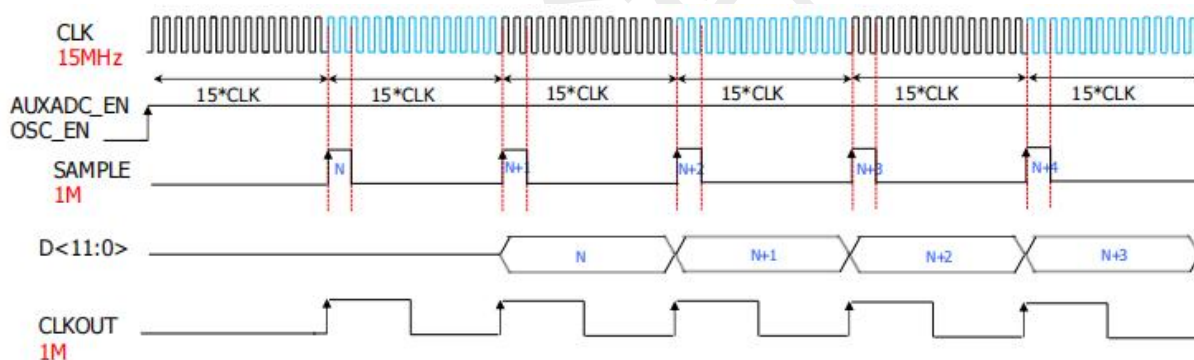 CLK
15MHz
15*CLK 15*CLK 15*CLK 15*CLK 15*CLK 15*CLK
AUXADC_EN
OSC_EN
SAMPLE
1M
N N+1 N+2 N+3 N+4
D<11:0>
N N+1 N+2 N+3
CLKOUT
1M